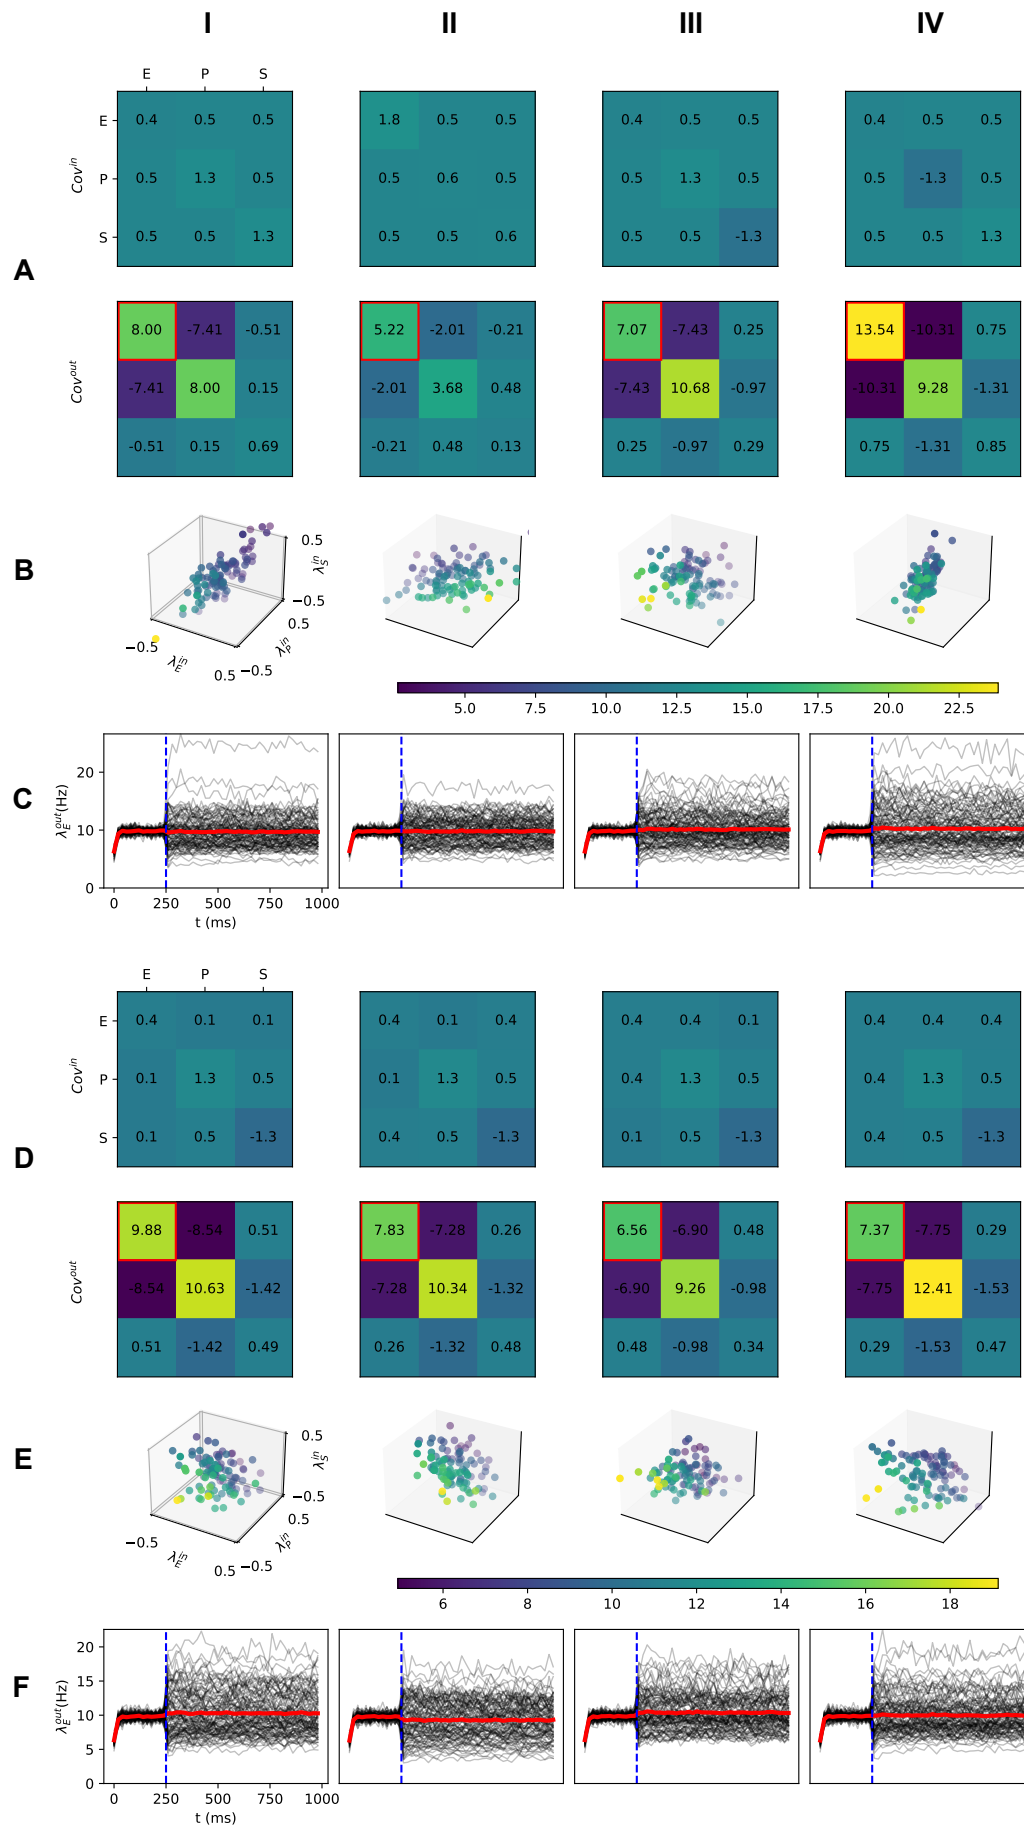 I II III IV
E P S
E 0.4 0.5 0.5 1.8 0.5 0.5 0.4 0.5 0.5 0.4 0.5 0.5
Cov^in P 0.5 1.3 0.5 0.5 0.6 0.5 0.5 1.3 0.5 0.5 -1.3 0.5
S 0.5 0.5 1.3 0.5 0.5 0.6 0.5 0.5 -1.3 0.5 0.5 1.3
A
8.00 -7.41 -0.51 5.22 -2.01 -0.21 7.07 -7.43 0.25 13.54 -10.31 0.75
Cov^out -7.41 8.00 0.15 -2.01 3.68 0.48 -7.43 10.68 -0.97 -10.31 9.28 -1.31
-0.51 0.15 0.69 -0.21 0.48 0.13 0.25 -0.97 0.29 0.75 -1.31 0.85
B
0.5
λ_S^in
−0.5
0.5
λ_P^in
−0.5
−0.5
λ_E^in
0.5
5.0 7.5 10.0 12.5 15.0 17.5 20.0 22.5
C
λ_E^out(Hz)
20
10
0
0 250 500 750 1000
t (ms)
E P S
E 0.4 0.1 0.1 0.4 0.1 0.4 0.4 0.4 0.1 0.4 0.4 0.4
Cov^in P 0.1 1.3 0.5 0.1 1.3 0.5 0.4 1.3 0.5 0.4 1.3 0.5
S 0.1 0.5 -1.3 0.4 0.5 -1.3 0.1 0.5 -1.3 0.4 0.5 -1.3
D
9.88 -8.54 0.51 7.83 -7.28 0.26 6.56 -6.90 0.48 7.37 -7.75 0.29
Cov^out -8.54 10.63 -1.42 -7.28 10.34 -1.32 -6.90 9.26 -0.98 -7.75 12.41 -1.53
0.51 -1.42 0.49 0.26 -1.32 0.48 0.48 -0.98 0.34 0.29 -1.53 0.47
E
0.5
λ_S^in
−0.5
0.5
λ_P^in
−0.5
−0.5
λ_E^in
0.5
6 8 10 12 14 16 18
F
λ_E^out(Hz)
20
15
10
5
0
0 250 500 750 1000
t (ms)